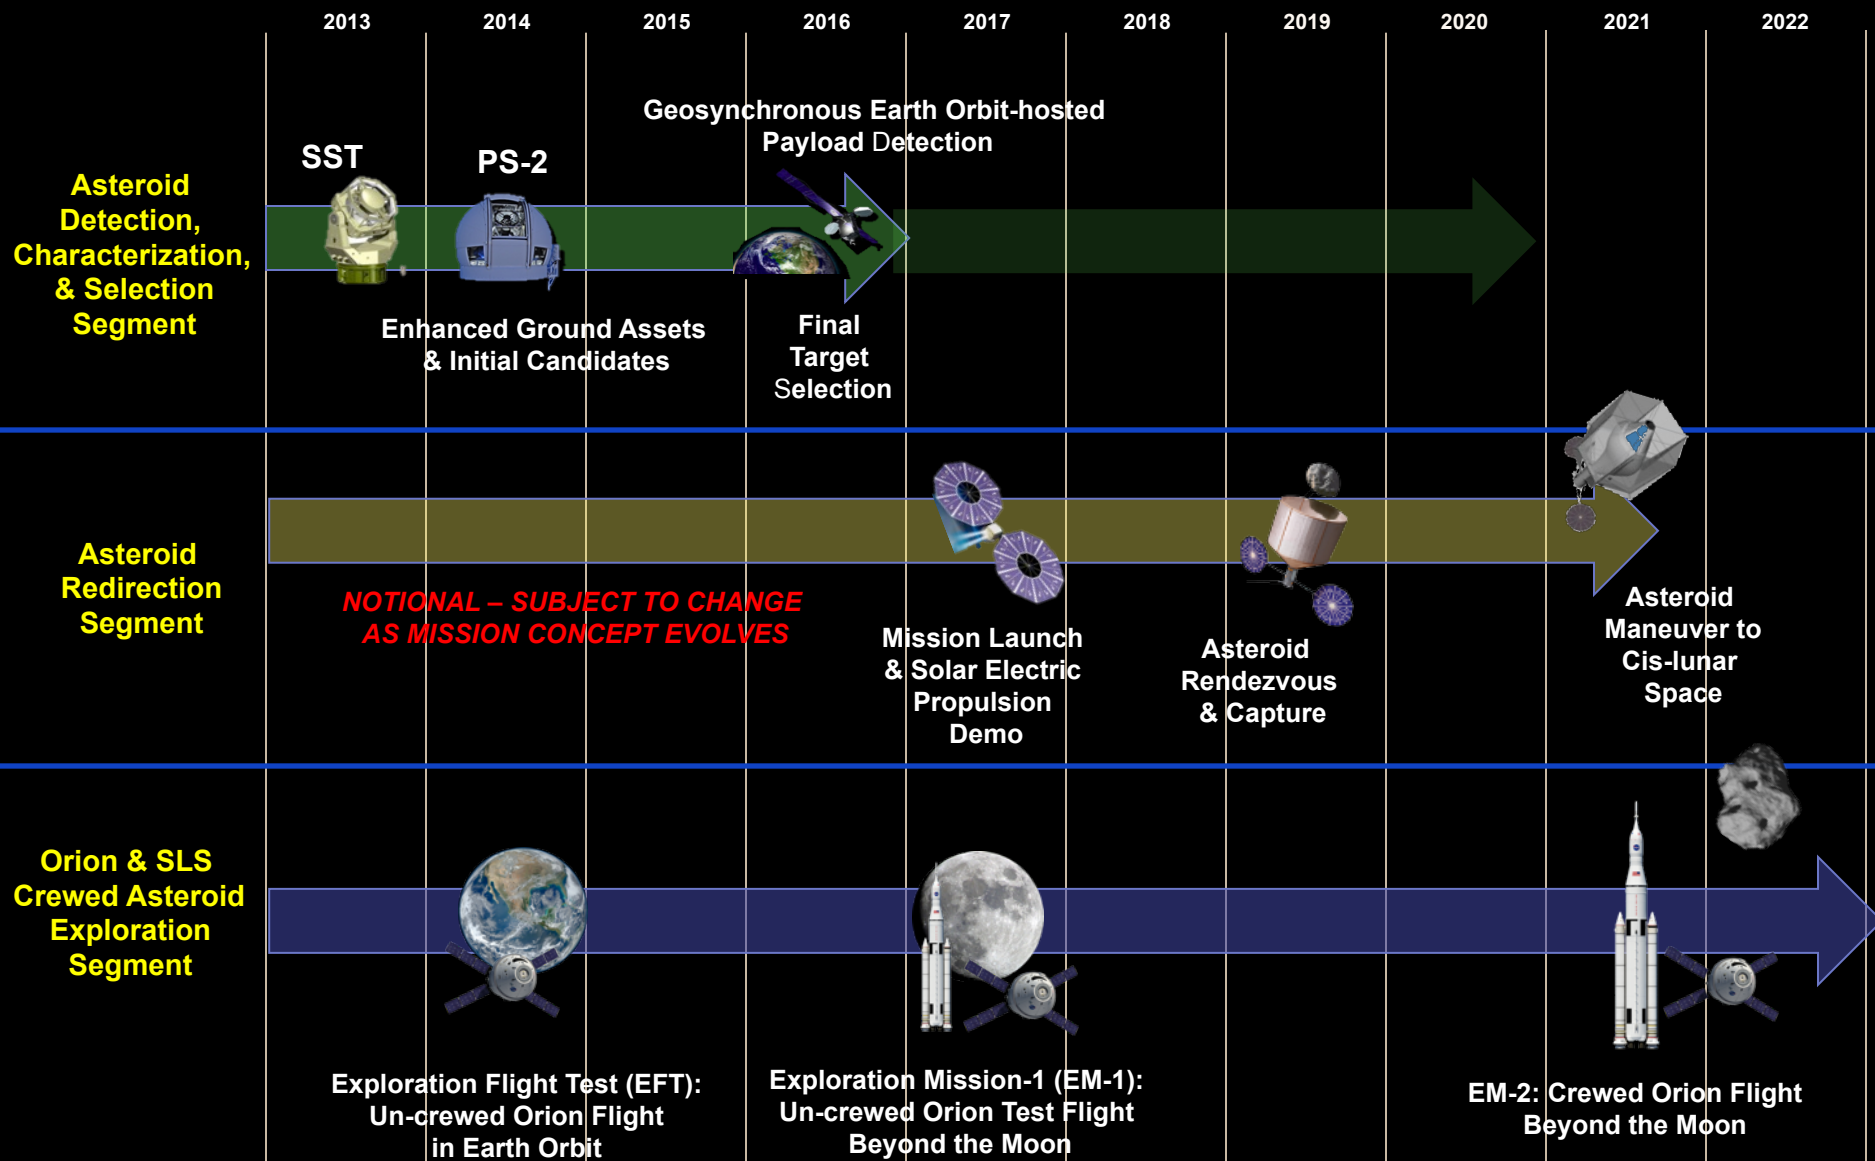 2013 2014 2015 2016 2017 2018 2019 2020 2021 2022
Asteroid
Detection,
Characterization,
& Selection
Segment
SST
PS-2
Geosynchronous Earth Orbit-hosted
Payload Detection
Enhanced Ground Assets
& Initial Candidates
Final
Target
Selection
Asteroid
Redirection
Segment
NOTIONAL – SUBJECT TO CHANGE
AS MISSION CONCEPT EVOLVES
Mission Launch
& Solar Electric
Propulsion
Demo
Asteroid
Rendezvous
& Capture
Asteroid
Maneuver to
Cis-lunar
Space
Orion & SLS
Crewed Asteroid
Exploration
Segment
Exploration Flight Test (EFT):
Un-crewed Orion Flight
in Earth Orbit
Exploration Mission-1 (EM-1):
Un-crewed Orion Test Flight
Beyond the Moon
EM-2: Crewed Orion Flight
Beyond the Moon